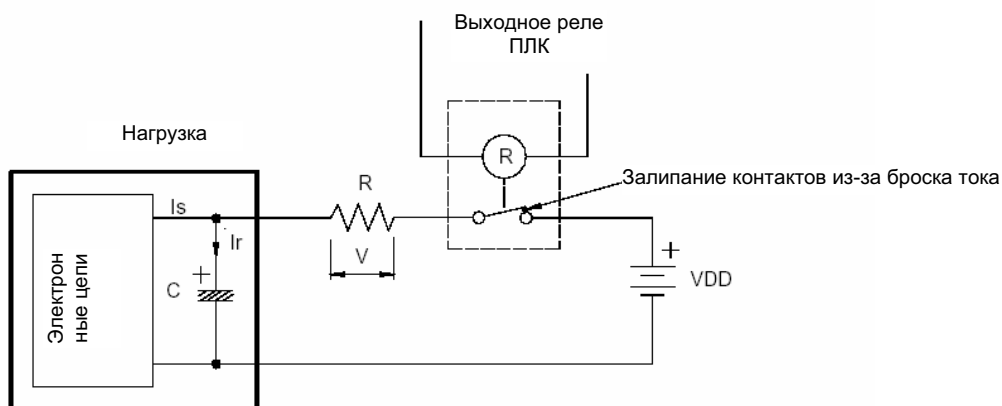 Выходное реле
ПЛК
Нагрузка
R
R
Залипание контактов из-за броска тока
Is
Ir
V
+
+
C
VDD
Электрон
ные цепи